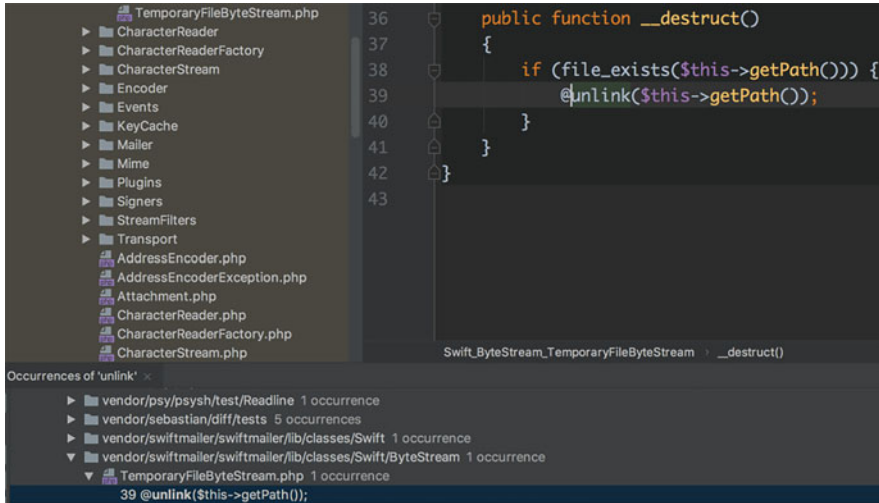 TemporaryFileByteStream.php
CharacterReader
CharacterReaderFactory
CharacterStream
Encoder
Events
KeyCache
Mailer
Mime
Plugins
Signers
StreamFilters
Transport
AddressEncoder.php
AddressEncoderException.php
Attachment.php
CharacterReader.php
CharacterReaderFactory.php
CharacterStream.php
36 public function __destruct()
37 {
38 if (file_exists($this->getPath())) {
39 @unlink($this->getPath());
40 }
41 }
42 }
43
Swift_ByteStream_TemporaryFileByteStream › __destruct()
Occurrences of 'unlink' ×
vendor/psy/psysh/test/Readline 1 occurrence
vendor/sebastian/diff/tests 5 occurrences
vendor/swiftmailer/swiftmailer/lib/classes/Swift 1 occurrence
vendor/swiftmailer/swiftmailer/lib/classes/Swift/ByteStream 1 occurrence
TemporaryFileByteStream.php 1 occurrence
39 @unlink($this->getPath());